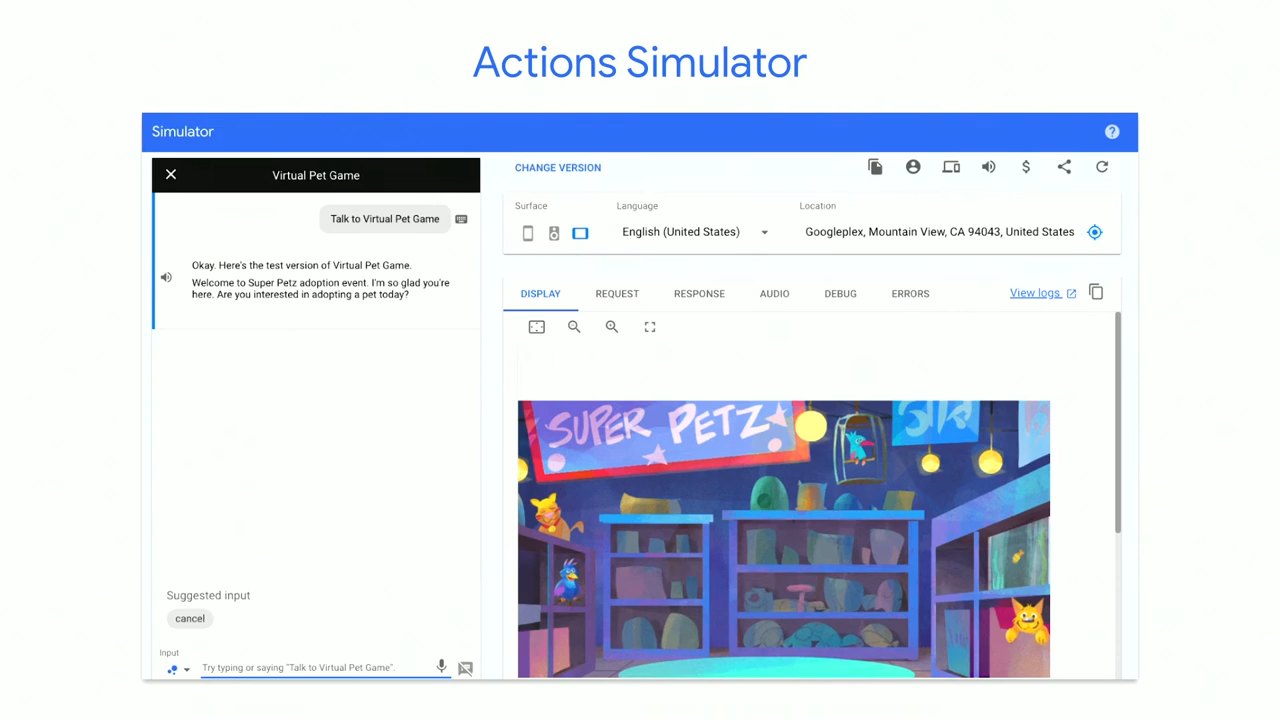 Actions Simulator
Simulator
Virtual Pet Game
Talk to Virtual Pet Game
Okay. Here's the test version of Virtual Pet Game.
Welcome to Super Petz adoption event. I'm so glad you're
here. Are you interested in adopting a pet today?
Suggested input
cancel
Input
Try typing or saying "Talk to Virtual Pet Game".
CHANGE VERSION
$
Surface
Language
Location
English (United States)
Googleplex, Mountain View, CA 94043, United States
DISPLAY
REQUEST
RESPONSE
AUDIO
DEBUG
ERRORS
View logs
SUPER PETZ